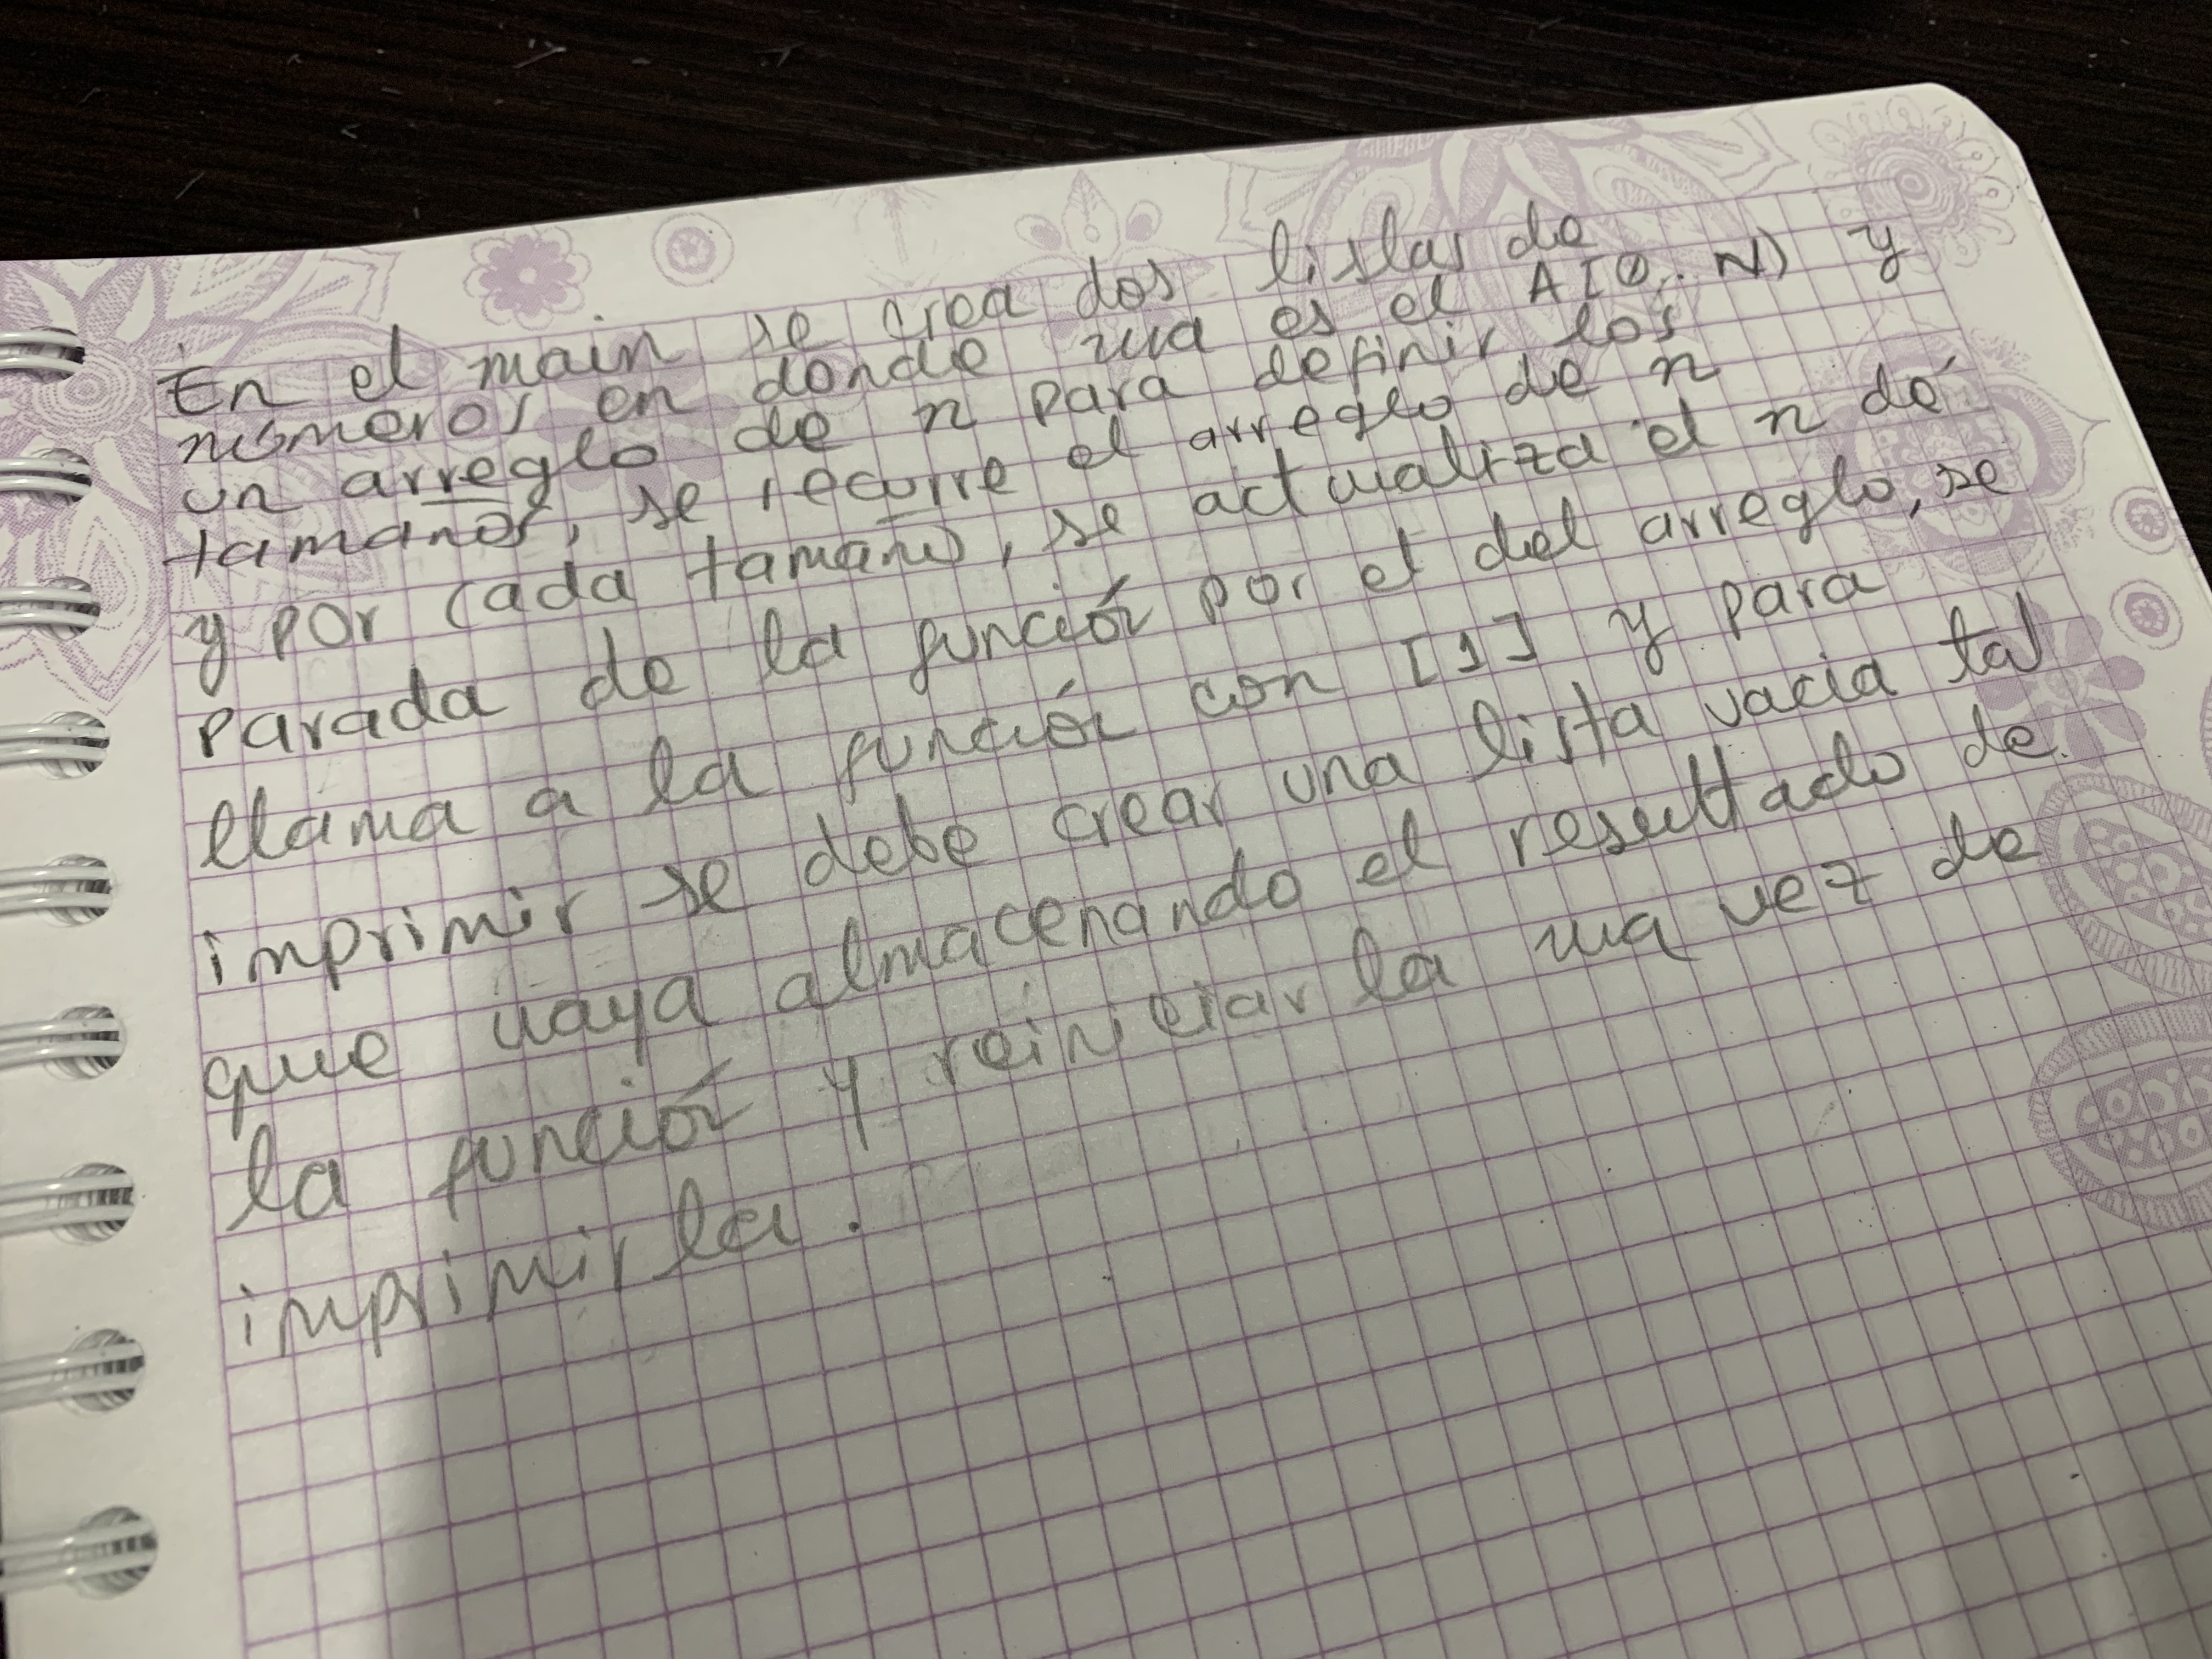 En el main se crea dos listas de
números en donde una es el A[0..N) y
un arreglo de n para definir los
tamaños, se recurre el arreglo de n
y por cada tamaño, se actualiza el n de
parada de la función por el del arreglo, se
llama a la función con [1] y para
imprimir se debe crear una lista vacia tal
que vaya almacenando el resultado de
la función y reiniciar la una vez de
imprimirla.